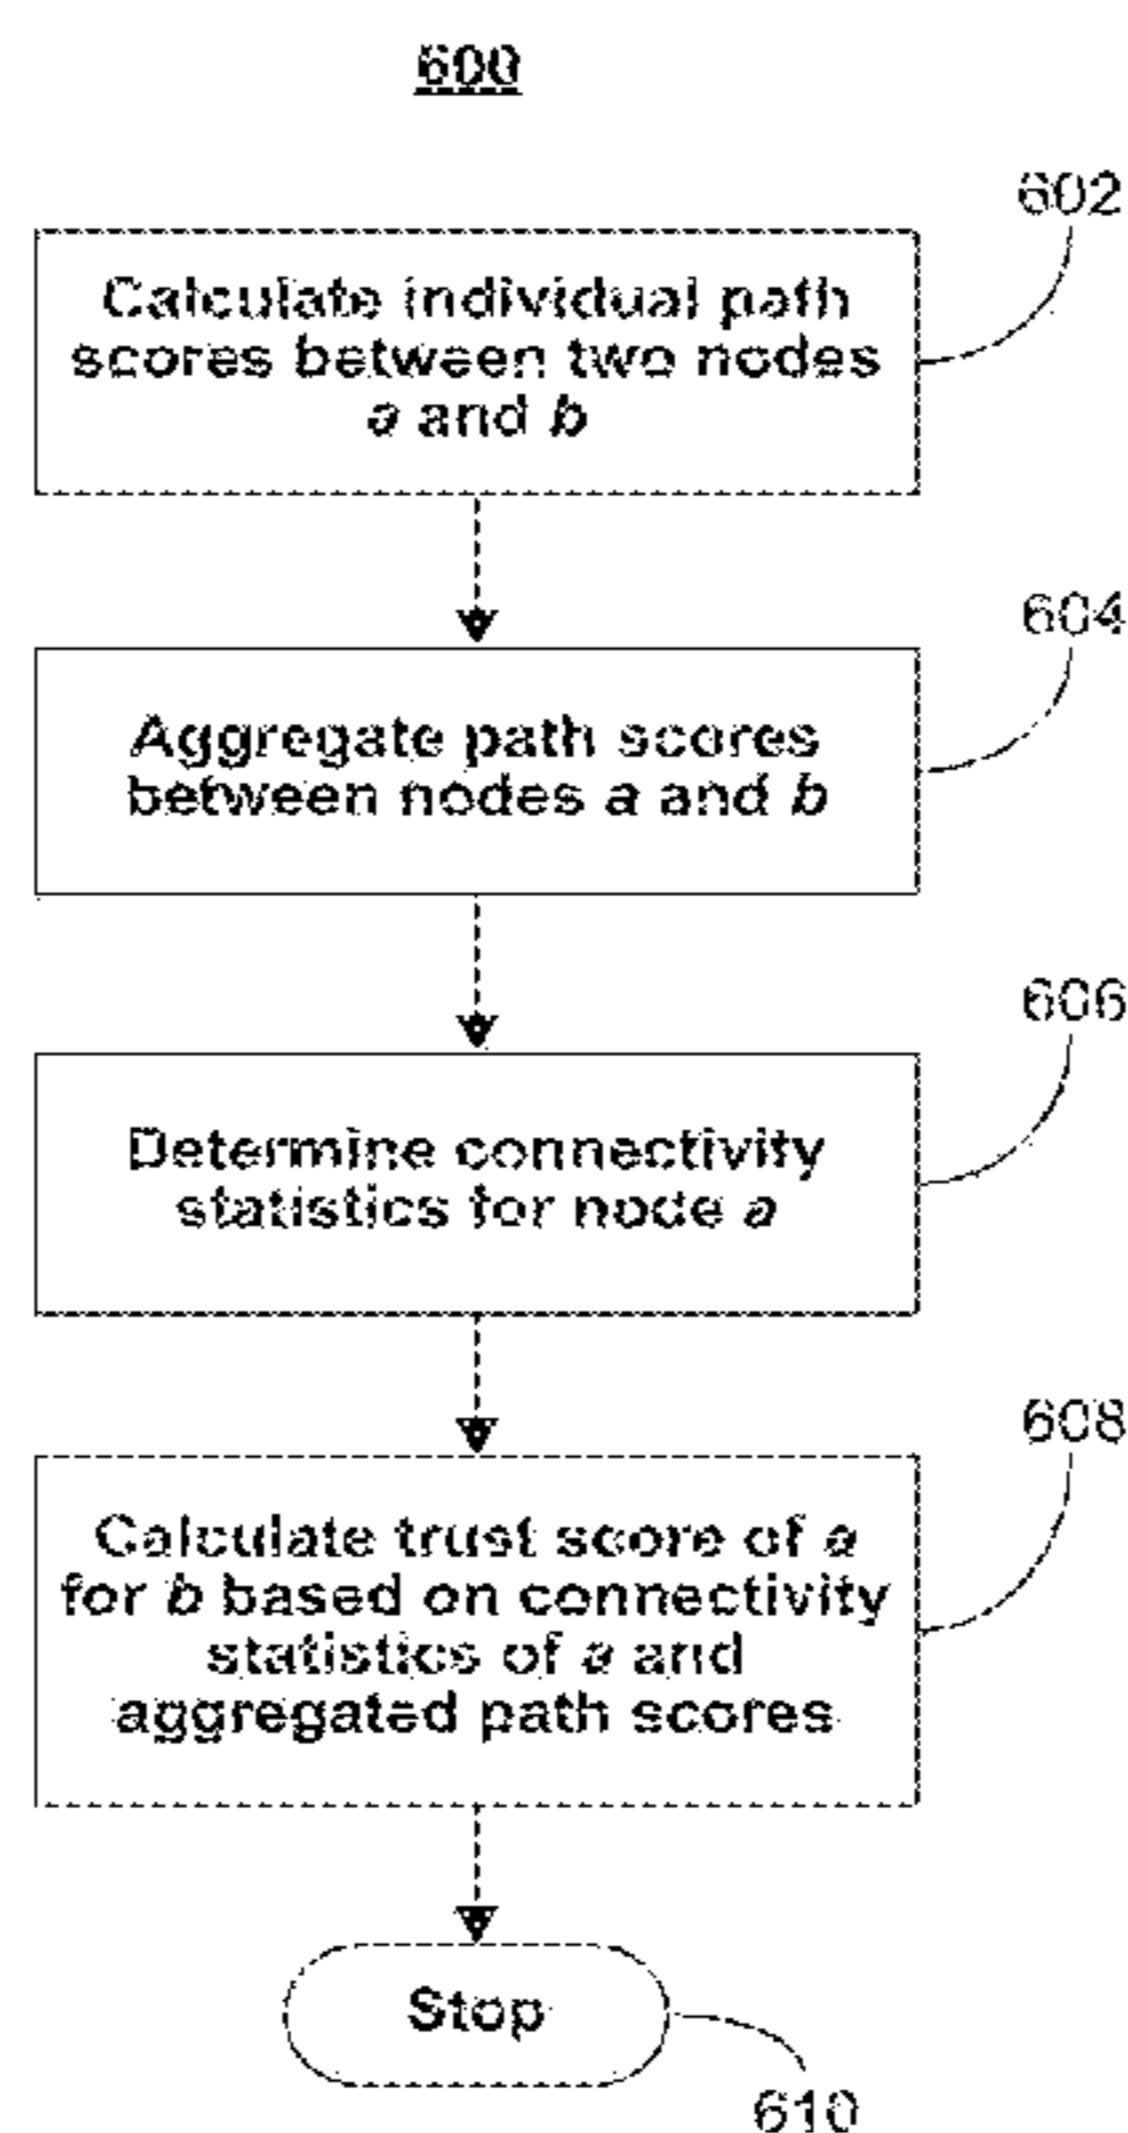 600
602
Calculate individual path
scores between two nodes
a and b
604
Aggregate path scores
between nodes a and b
606
Determine connectivity
statistics for node a
608
Calculate trust score of a
for b based on connectivity
statistics of a and
aggregated path scores
Stop
610